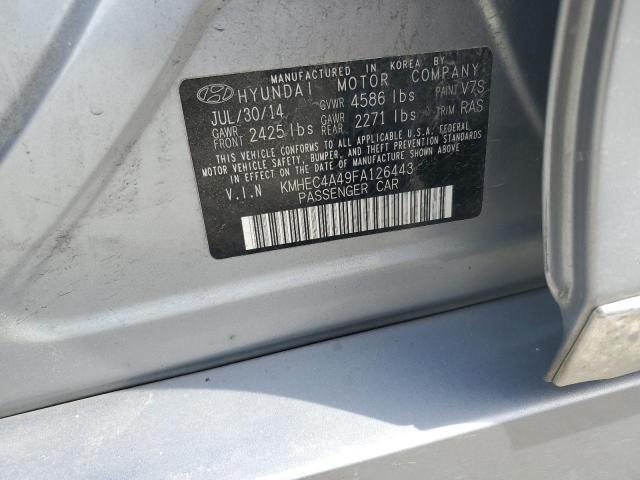 MANUFACTURED IN KOREA BY
HYUNDAI MOTOR COMPANY
JUL/30/14 GVWR 4586 lbs PAINT V7S
GAWR FRONT 2425 lbs GAWR REAR 2271 lbs TRIM RAS
THIS VEHICLE CONFORMS TO ALL APPLICABLE U.S.A. FEDERAL
MOTOR VEHICLE SAFETY, BUMPER, AND THEFT PREVENTION STANDARDS
IN EFFECT ON THE DATE OF MANUFACTURE SHOWN ABOVE.
V.I.N KMHEC4A49FA126443
PASSENGER CAR